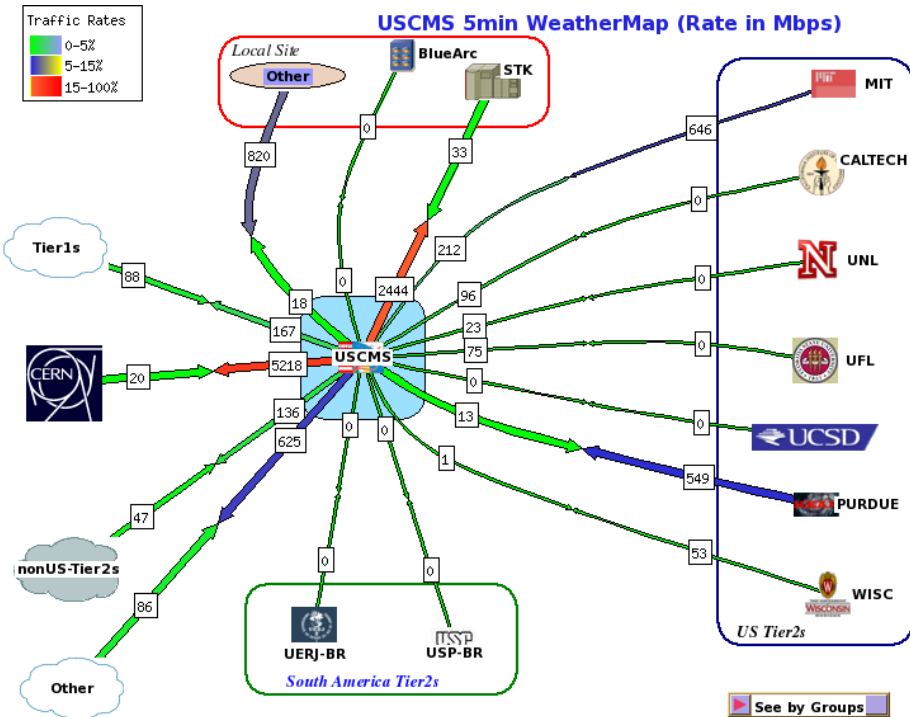 USCMS 5min WeatherMap (Rate in Mbps)
Traffic Rates
0-5%
5-15%
15-100%
Local Site
Other
BlueArc
STK
MIT
646
0
820
33
CALTECH
0
Tier1s
88
212
UNL
0
0
2444
96
18
23
167
UFL
0
75
USCMS
CERN
20
5218
0
136
13
0
UCSD
625
0
0
1
549
PURDUE
47
53
0
0
nonUS-Tier2s
86
WISC
WISCONSIN
UERJ-BR
USP-BR
US Tier2s
Other
South America Tier2s
See by Groups